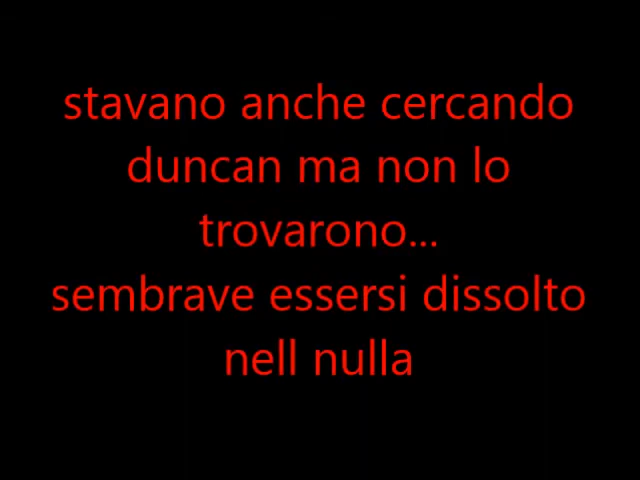 stavano anche cercando
duncan ma non lo
trovarono...
sembrave essersi dissolto
nell nulla